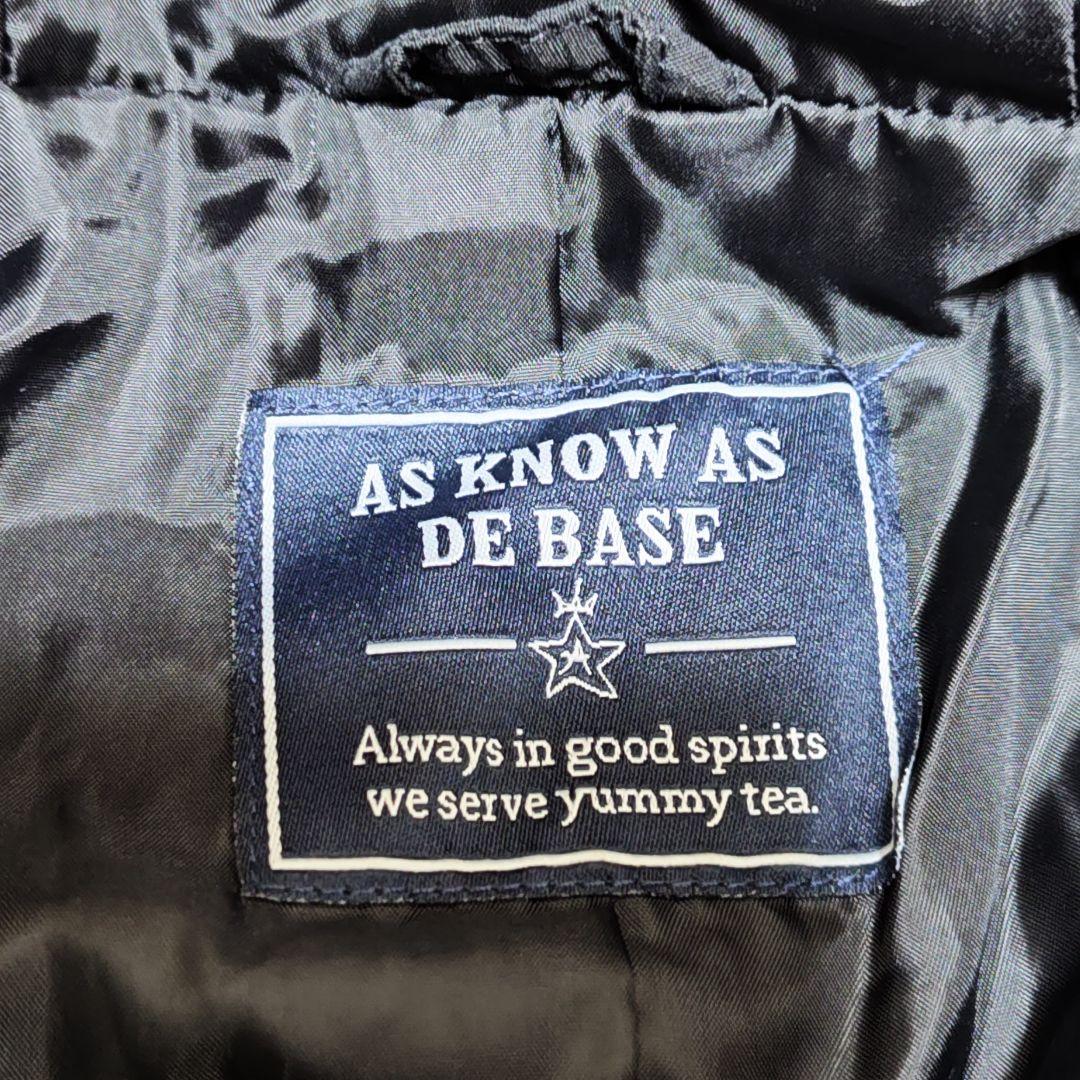 AS KNOW AS
DE BASE
A
Always in good spirits
we serve yummy tea.